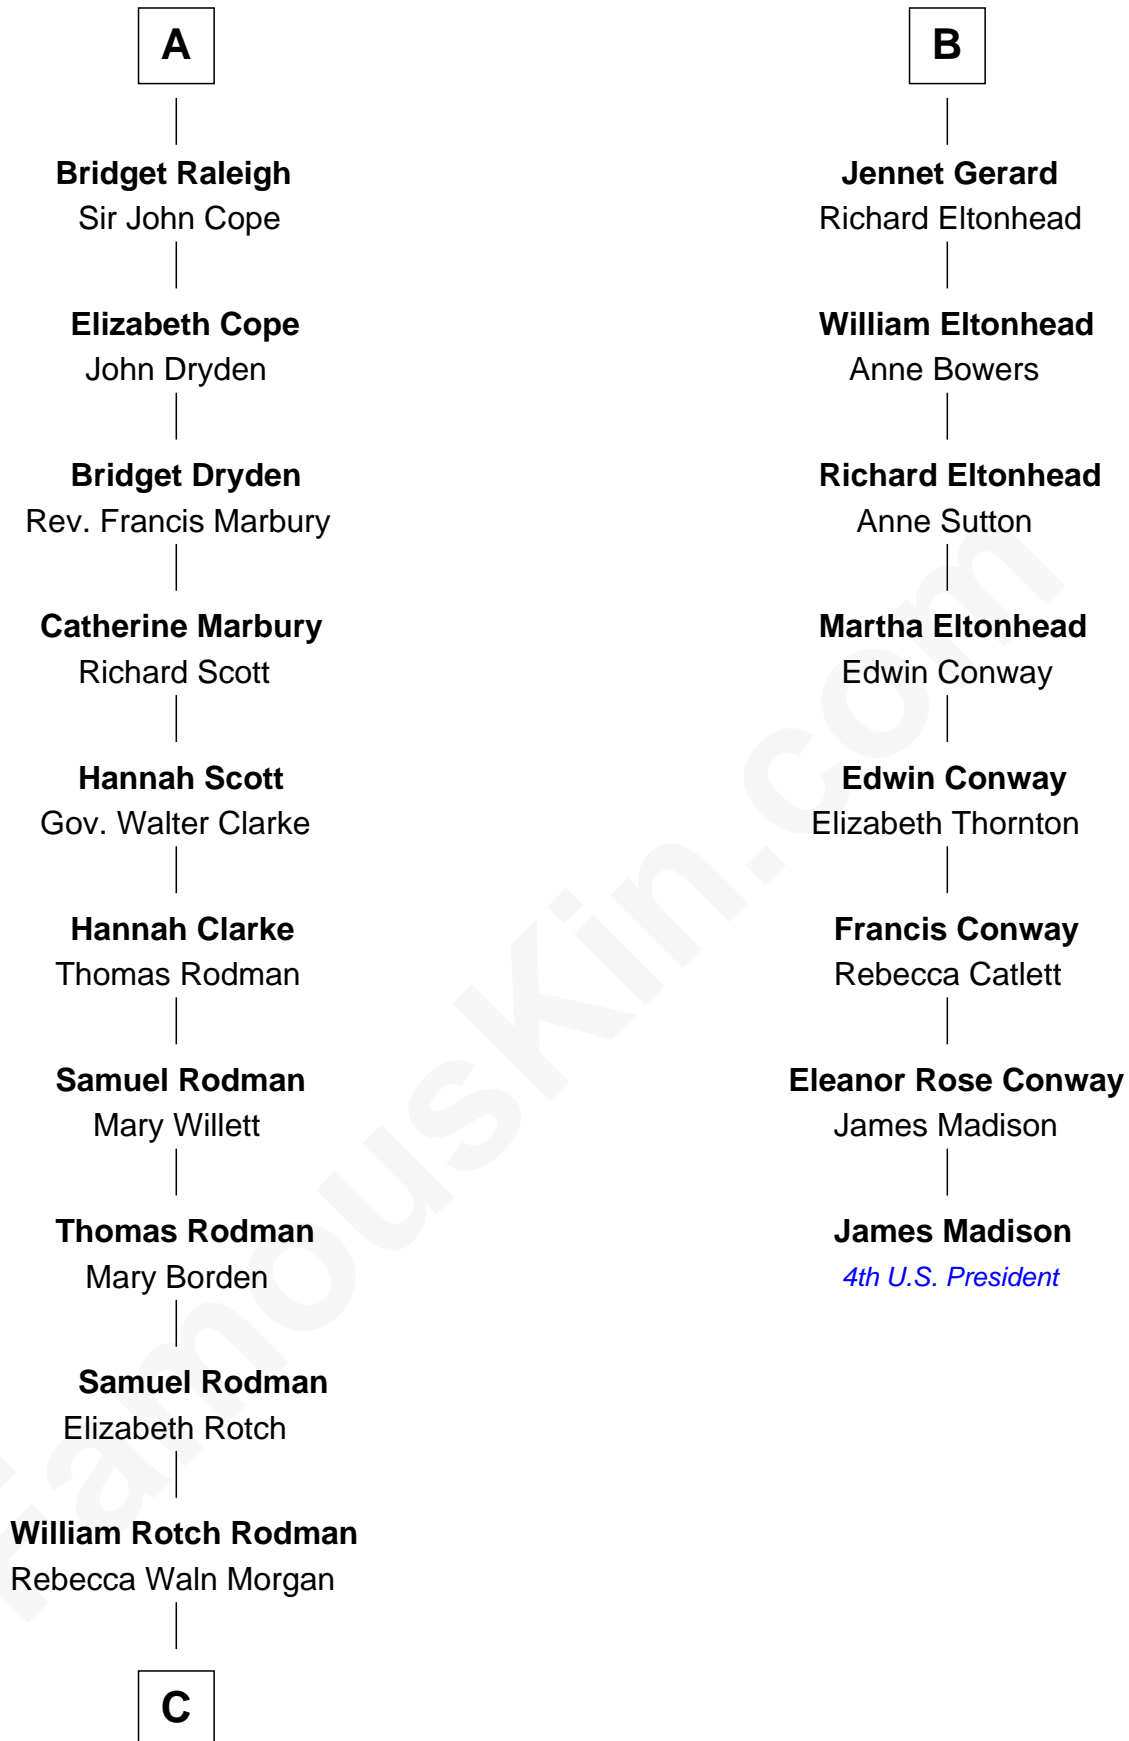 A
Bridget Raleigh
Sir John Cope
Elizabeth Cope
John Dryden
Bridget Dryden
Rev. Francis Marbury
Catherine Marbury
Richard Scott
Hannah Scott
Gov. Walter Clarke
Hannah Clarke
Thomas Rodman
Samuel Rodman
Mary Willett
Thomas Rodman
Mary Borden
Samuel Rodman
Elizabeth Rotch
William Rotch Rodman
Rebecca Waln Morgan
C
B
Jennet Gerard
Richard Eltonhead
William Eltonhead
Anne Bowers
Richard Eltonhead
Anne Sutton
Martha Eltonhead
Edwin Conway
Edwin Conway
Elizabeth Thornton
Francis Conway
Rebecca Catlett
Eleanor Rose Conway
James Madison
James Madison
4th U.S. President
FamousKin.com